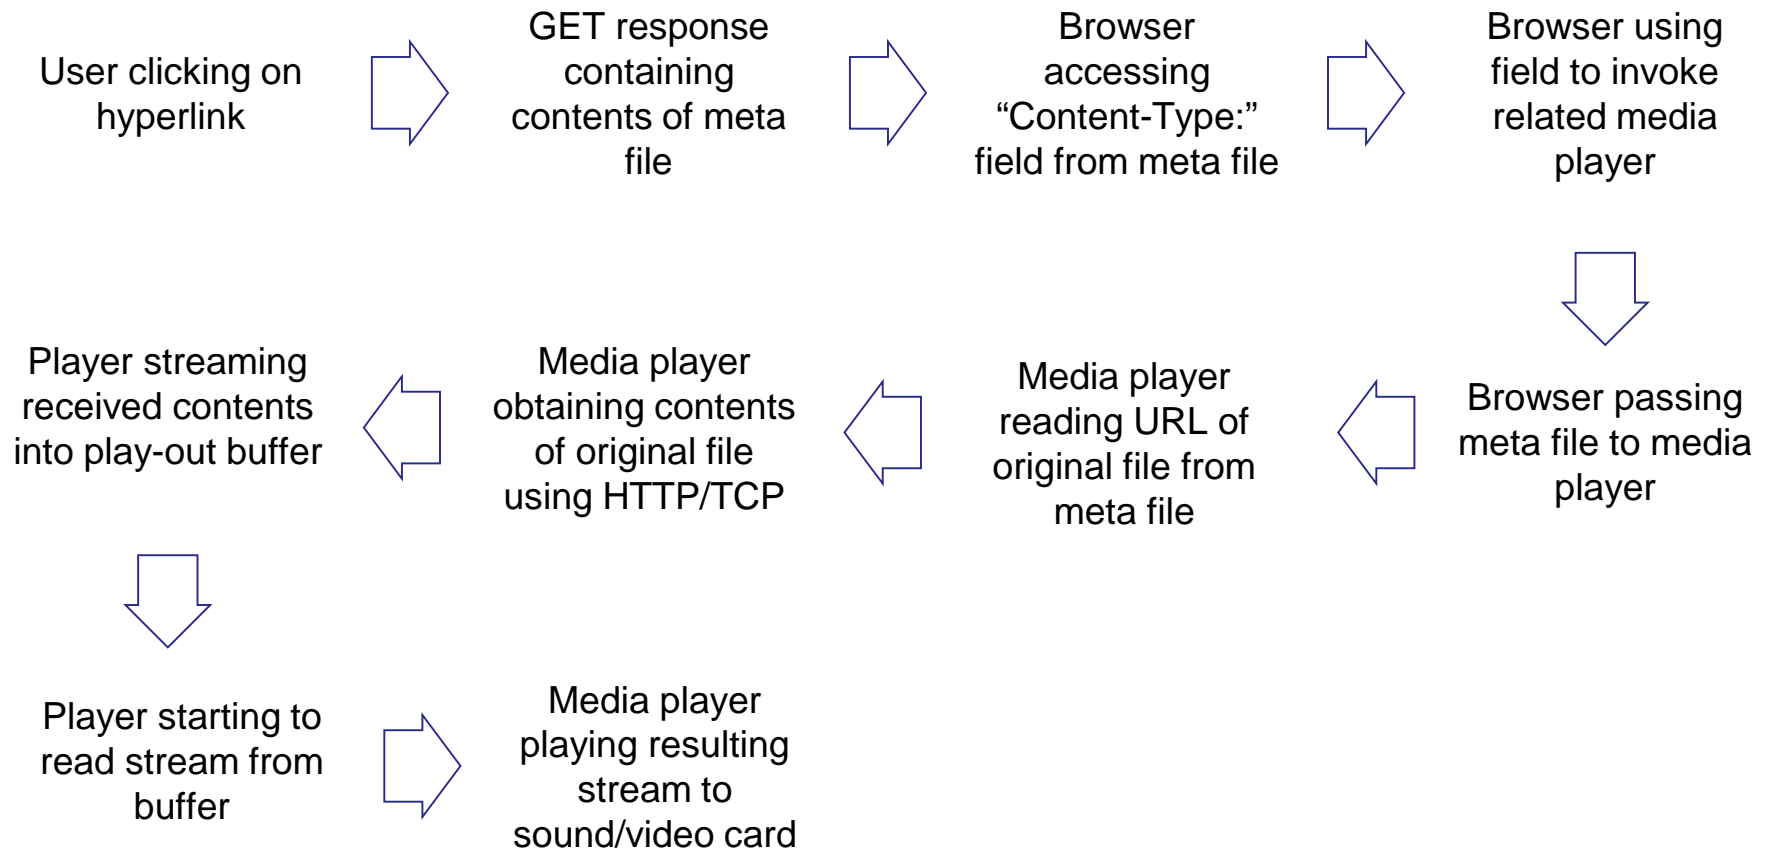 User clicking on
hyperlink
GET response
containing
contents of meta
file
Browser
accessing
“Content-Type:”
field from meta file
Browser using
field to invoke
related media
player
Browser passing
meta file to media
player
Media player
reading URL of
original file from
meta file
Media player
obtaining contents
of original file
using HTTP/TCP
Player streaming
received contents
into play-out buffer
Player starting to
read stream from
buffer
Media player
playing resulting
stream to
sound/video card